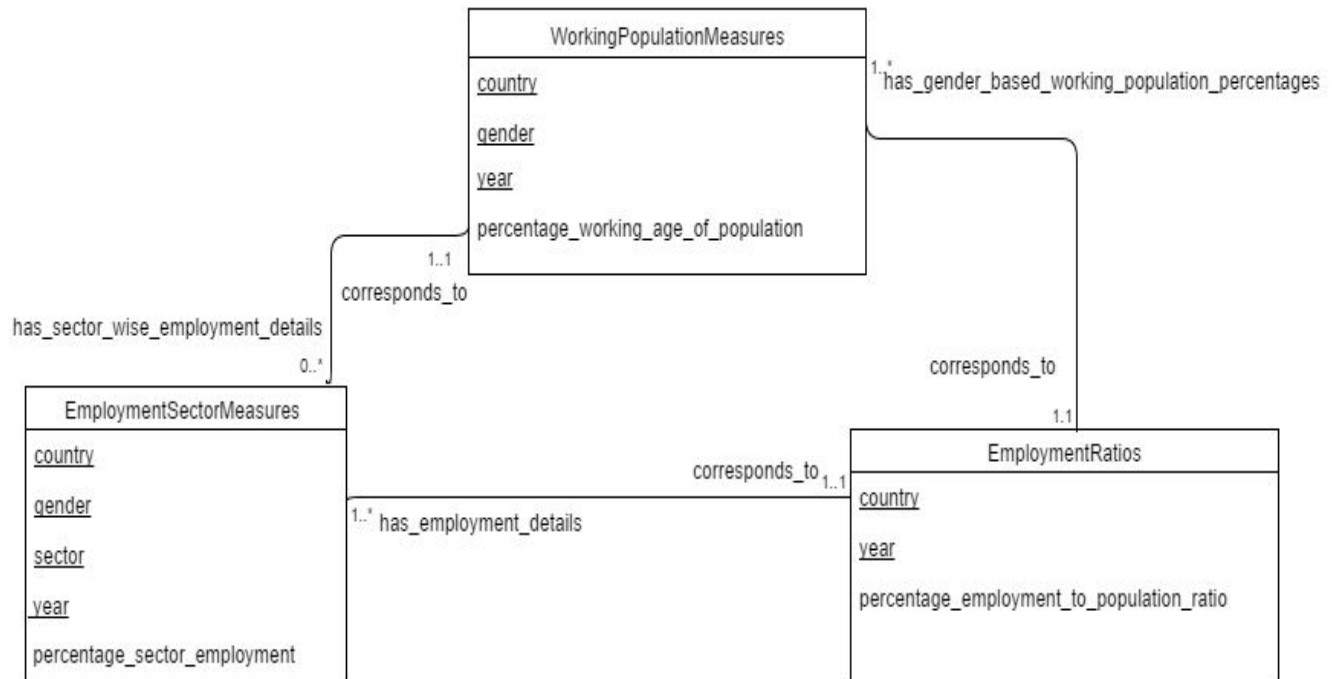 WorkingPopulationMeasures
country
gender
year
percentage_working_age_of_population
1..*
has_gender_based_working_population_percentages
1..1
corresponds_to
has_sector_wise_employment_details
0..*
corresponds_to
1.1
EmploymentSectorMeasures
country
gender
sector
year
percentage_sector_employment
corresponds_to
1..1
1..*
has_employment_details
EmploymentRatios
country
year
percentage_employment_to_population_ratio